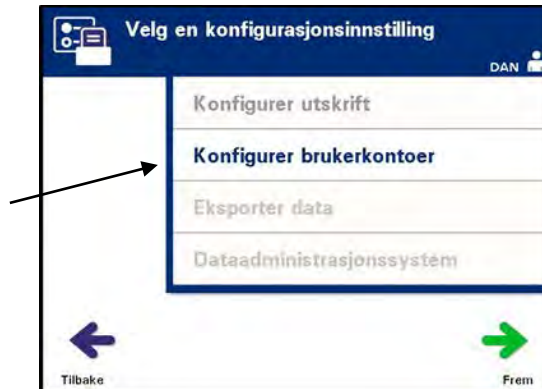 Velg en konfigurasjonsinnstilling
DAN
Konfigurer utskrift
Konfigurer brukerkontoer
Eksporter data
Dataadministrasjonssystem
Tilbake
Frem